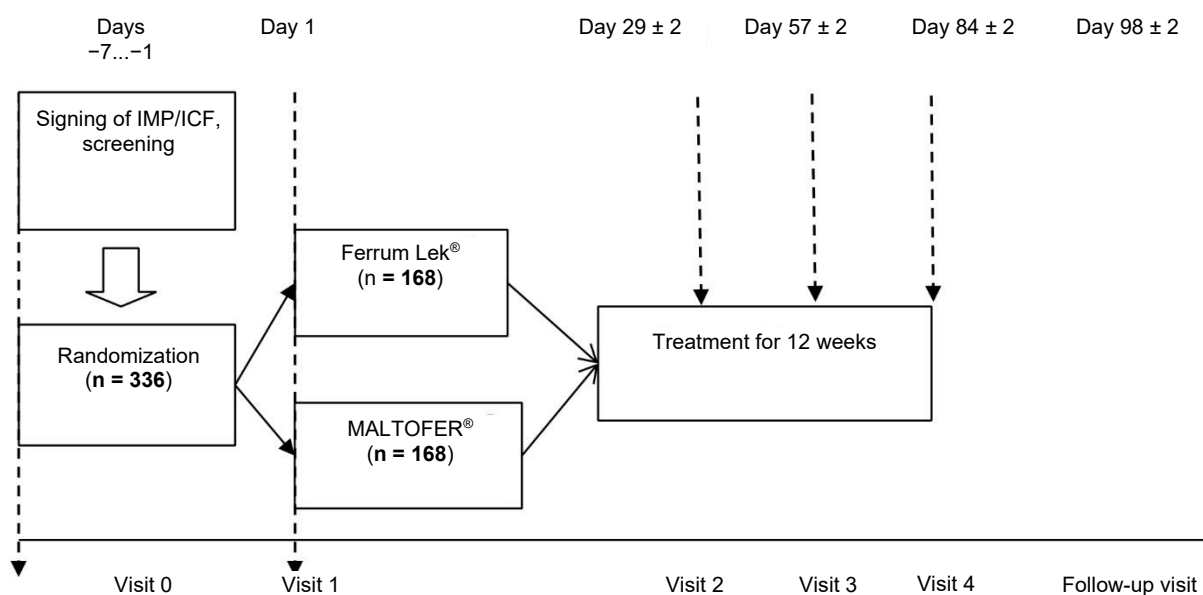 Days
−7...−1
Day 1
Day 29 ± 2
Day 57 ± 2
Day 84 ± 2
Day 98 ± 2
Signing of IMP/ICF,
screening
Ferrum Lek®
(n = 168)
Randomization
(n = 336)
Treatment for 12 weeks
MALTOFER®
(n = 168)
Visit 0
Visit 1
Visit 2
Visit 3
Visit 4
Follow-up visit